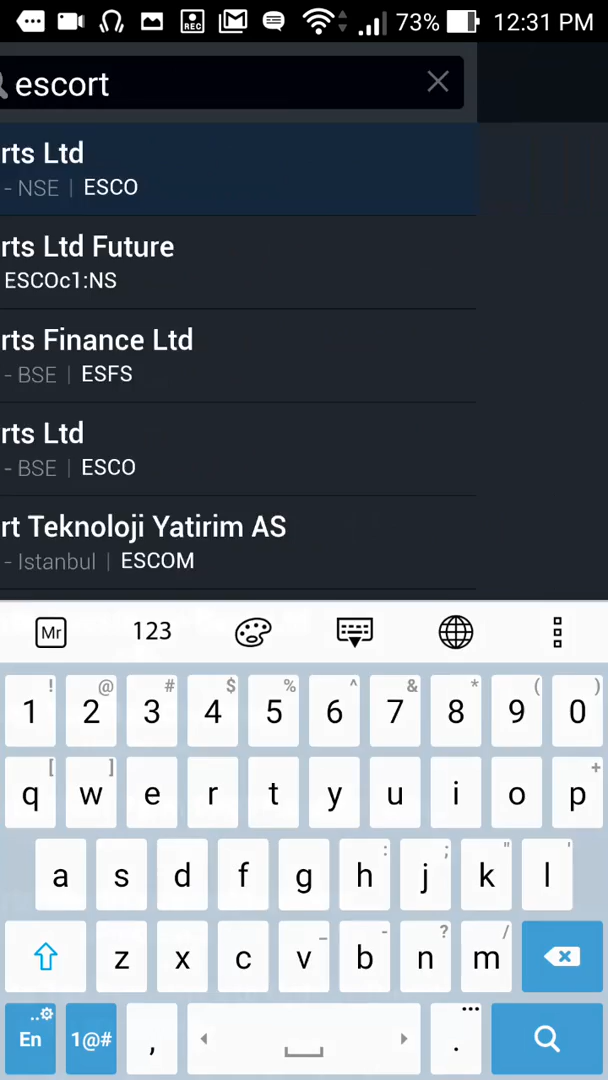 REC 73% 12:31 PM
escort
rts Ltd
- NSE | ESCO
rts Ltd Future
ESCOc1:NS
rts Finance Ltd
- BSE | ESFS
rts Ltd
- BSE | ESCO
rt Teknoloji Yatirim AS
- Istanbul | ESCOM
Mr 123
! @ # $ % ^ & * ( )
1 2 3 4 5 6 7 8 9 0
[ ] +
q w e r t y u i o p
: ; " '
a s d f g h j k l
_ - ? /
z x c v b n m
En 1@# , .